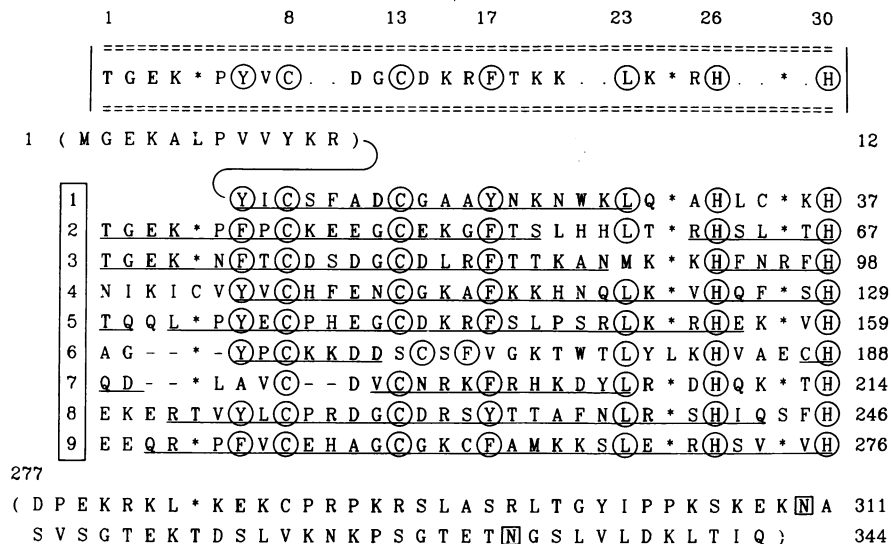 1 8 13 17 23 26 30
T G E K * P Y V C . . D G C D K R F T K K . . L K * R H . . * . H
1 ( M G E K A L P V V Y K R ) 12
1 Y I C S F A D C G A A Y N K N W K L Q * A H L C * K H 37
2 T G E K * P F P C K E E G C E K G F T S L H H L T * R H S L * T H 67
3 T G E K * N F T C D S D G C D L R F T T K A N M K * K H F N R F H 98
4 N I K I C V Y V C H F E N C G K A F K K H N Q L K * V H Q F * S H 129
5 T Q Q L * P Y E C P H E G C D K R F S L P S R L K * R H E K * V H 159
6 A G - - * - Y P C K K D D S C S F V G K T W T L Y L K H V A E C H 188
7 Q D - - * L A V C - - D V C N R K F R H K D Y L R * D H Q K * T H 214
8 E K E R T V Y L C P R D G C D R S Y T T A F N L R * S H I Q S F H 246
9 E E Q R * P F V C E H A G C G K C F A M K K S L E * R H S V * V H 276
277
( D P E K R K L * K E K C P R P K R S L A S R L T G Y I P P K S K E K N A 311
S V S G T E K T D S L V K N K P S G T E T N G S L V L D K L T I Q ) 344